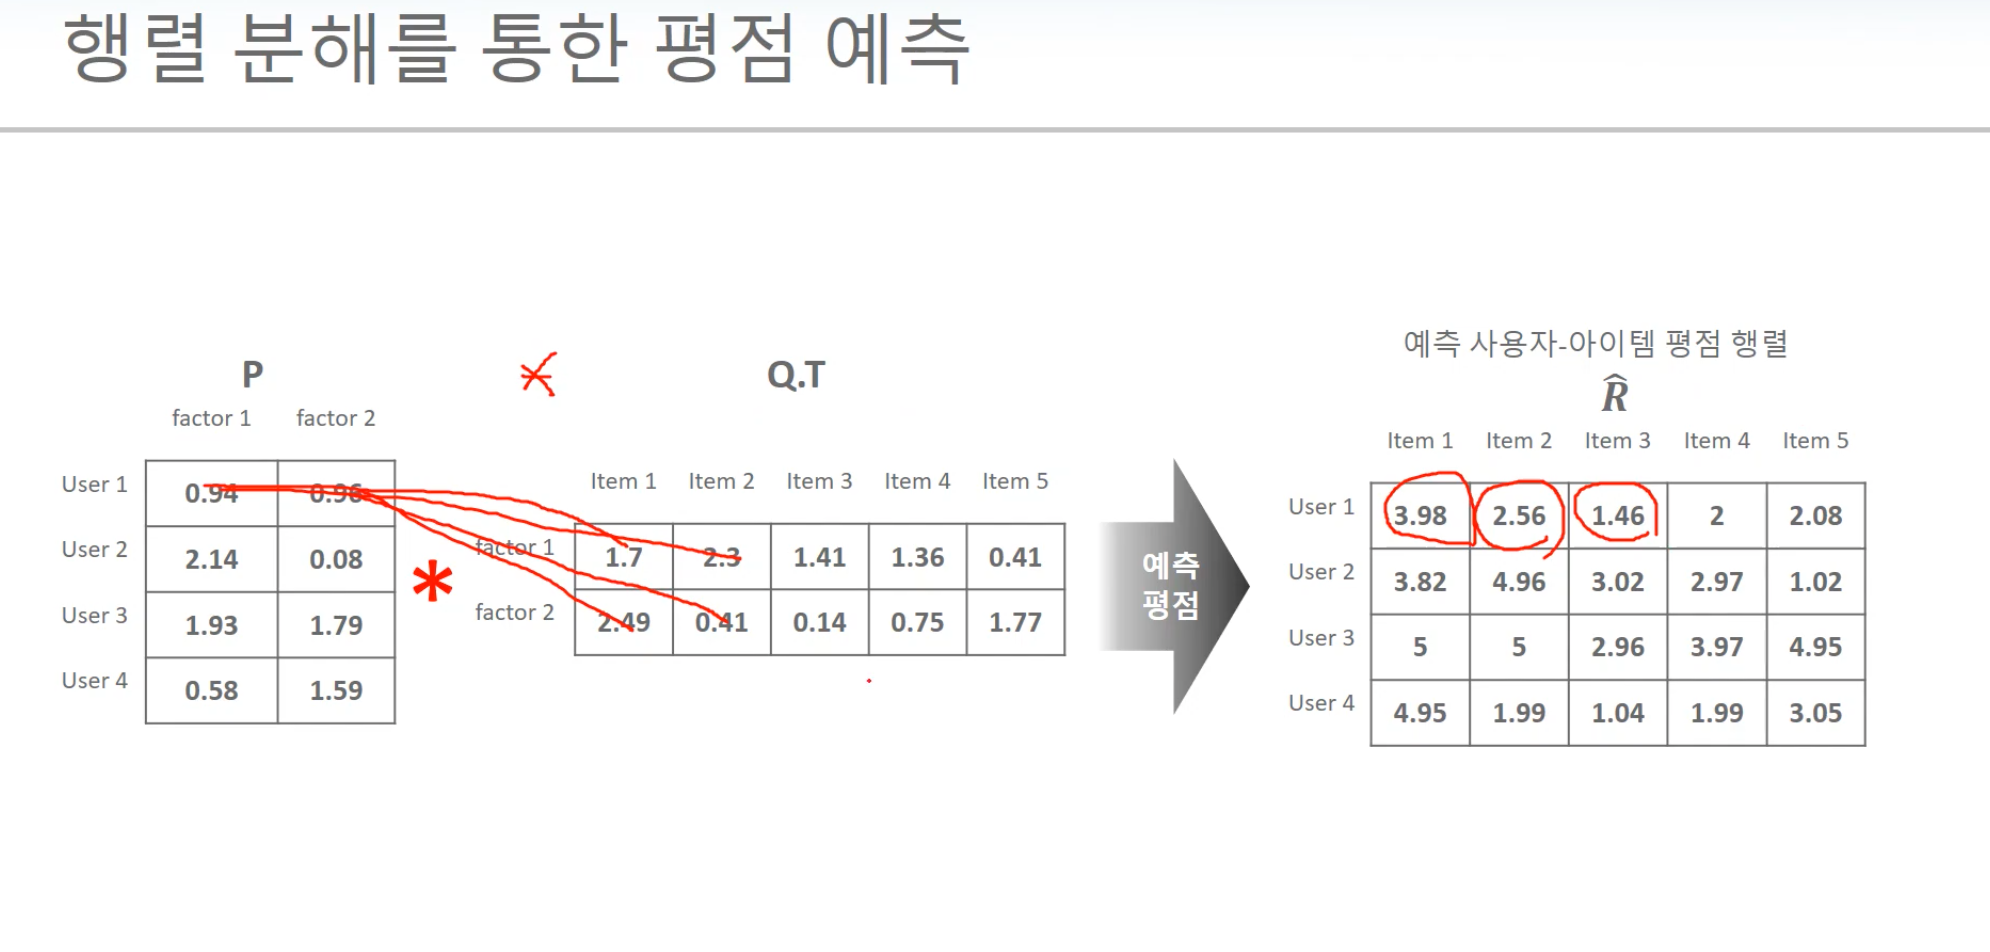 행렬 분해를 통한 평점 예측
P
factor 1 factor 2
User 1 0.94 0.96
User 2 2.14 0.08
User 3 1.93 1.79
User 4 0.58 1.59
*
*
Q.T
Item 1 Item 2 Item 3 Item 4 Item 5
factor 1 1.7 2.3 1.41 1.36 0.41
factor 2 2.49 0.41 0.14 0.75 1.77
예측
평점
예측 사용자-아이템 평점 행렬
R̂
Item 1 Item 2 Item 3 Item 4 Item 5
User 1 3.98 2.56 1.46 2 2.08
User 2 3.82 4.96 3.02 2.97 1.02
User 3 5 5 2.96 3.97 4.95
User 4 4.95 1.99 1.04 1.99 3.05